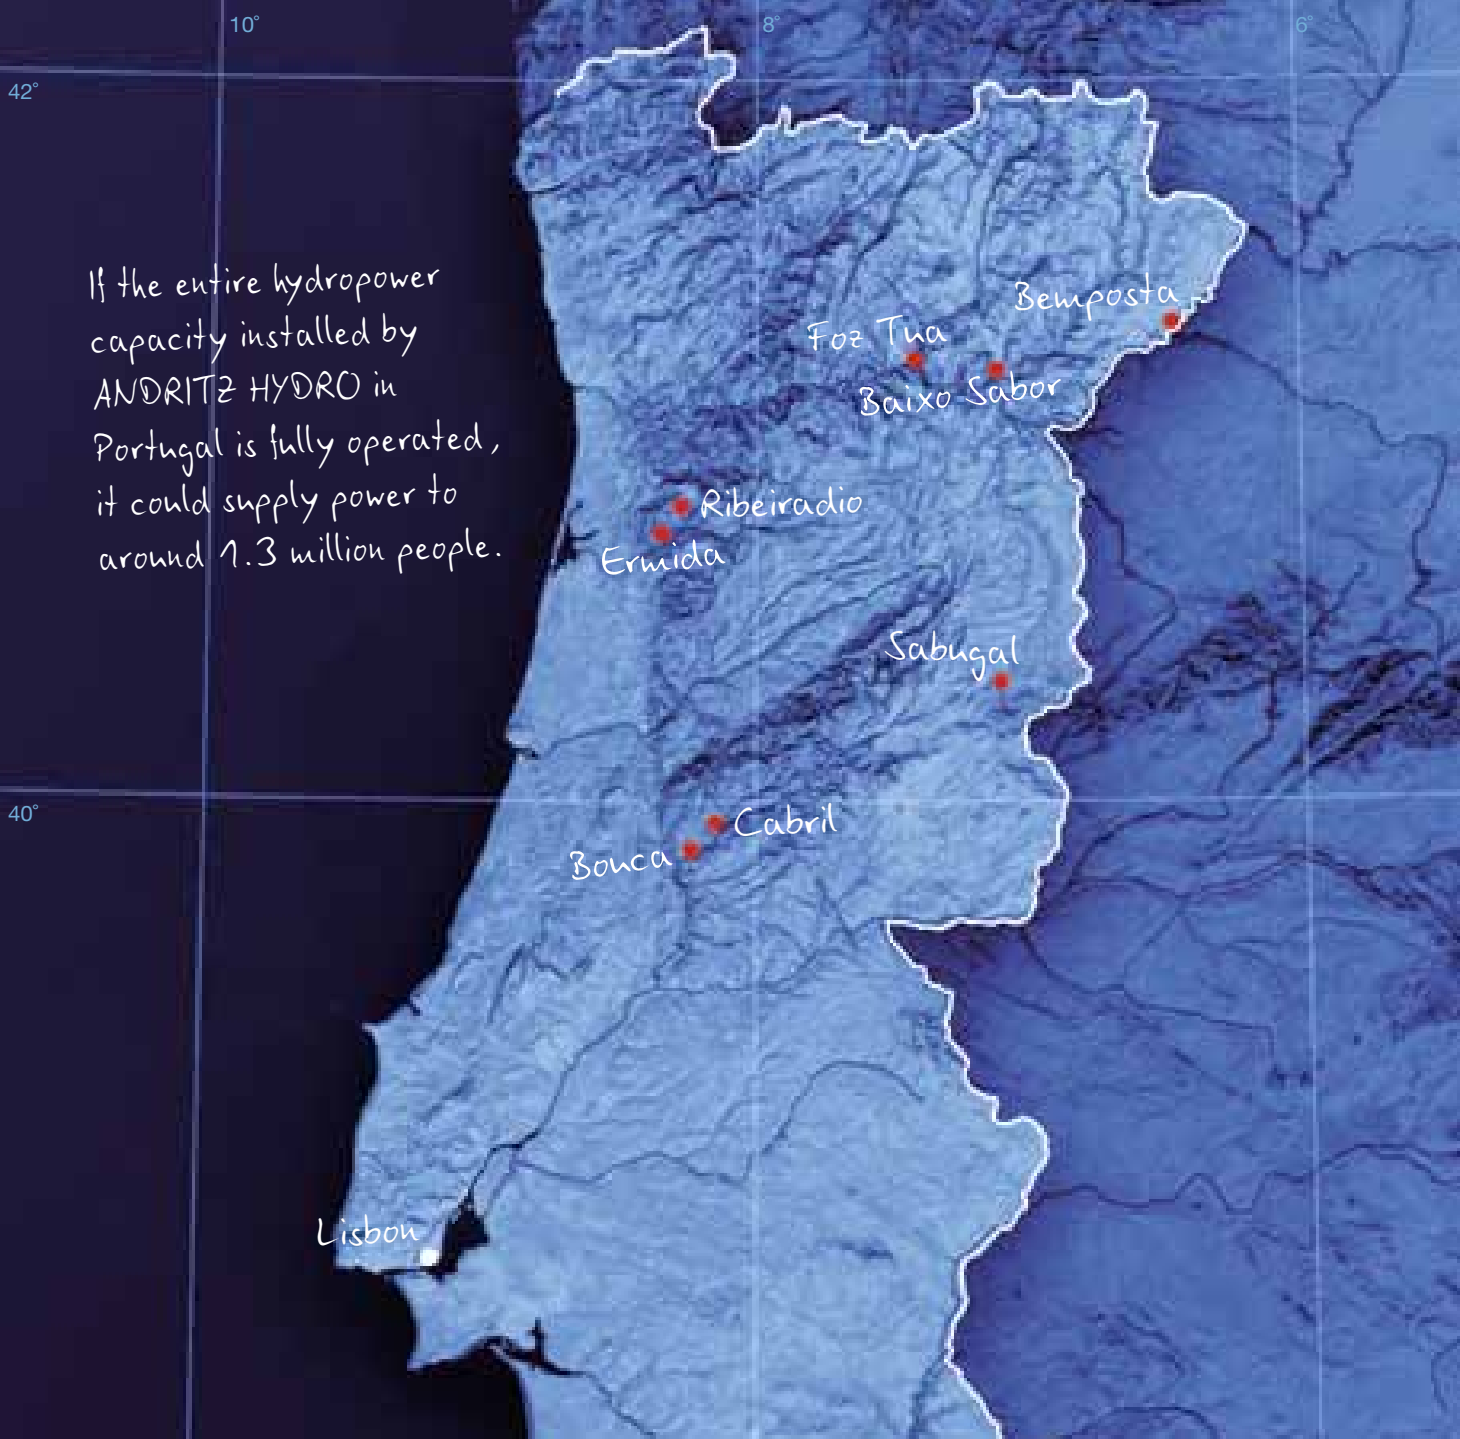 10°
8°
6°
42°
If the entire hydropower
capacity installed by
ANDRITZ HYDRO in
Portugal is fully operated,
it could supply power to
around 1.3 million people.
Bemposta
Foz Tua
Baixo Sabor
Ribeiradio
Ermida
Sabugal
40°
Cabril
Bouca
Lisbon